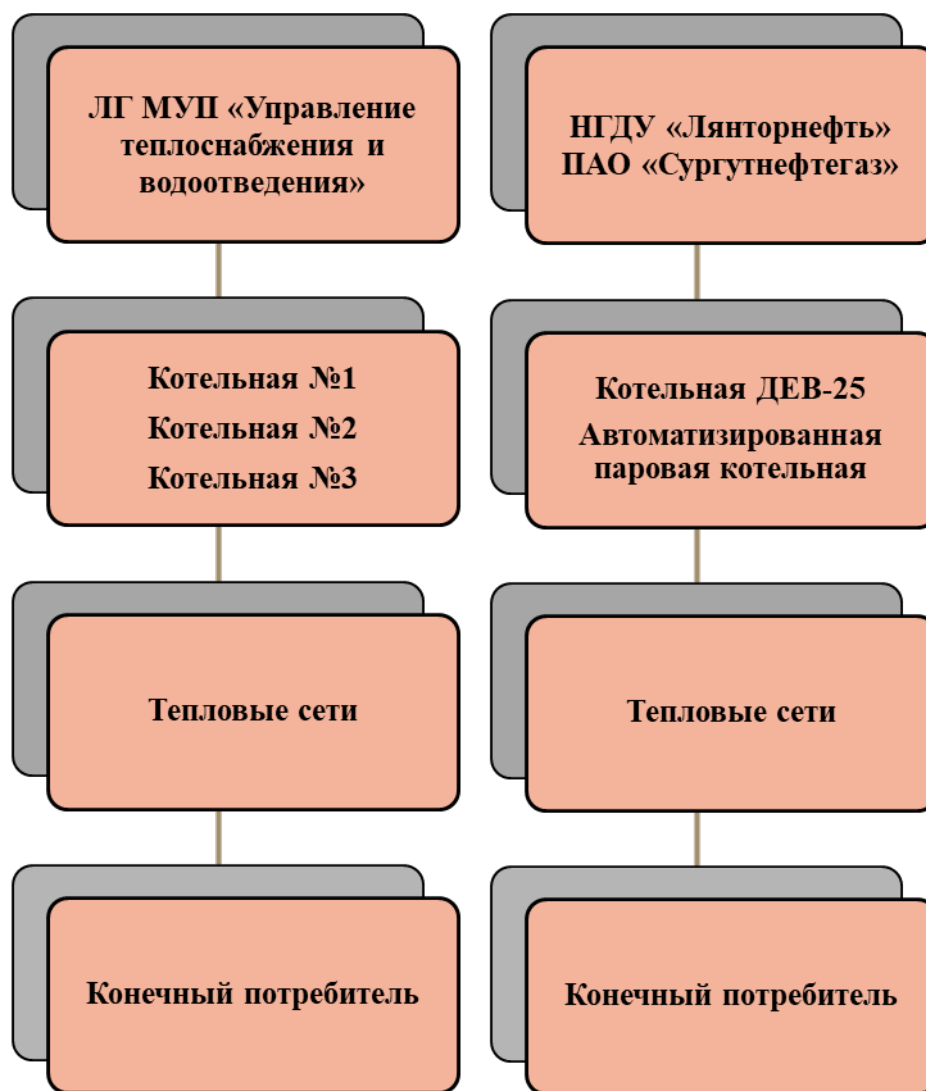 ЛГ МУП «Управление
теплоснабжения и
водоотведения»
Котельная №1
Котельная №2
Котельная №3
Тепловые сети
Конечный потребитель
НГДУ «Лянторнефть»
ПАО «Сургутнефтегаз»
Котельная ДЕВ-25
Автоматизированная
паровая котельная
Тепловые сети
Конечный потребитель